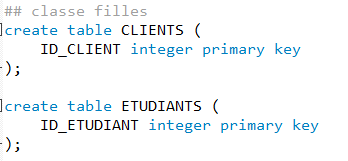 ## classe filles
create table CLIENTS (
ID_CLIENT integer primary key
);
create table ETUDIANTS (
ID_ETUDIANT integer primary key
);